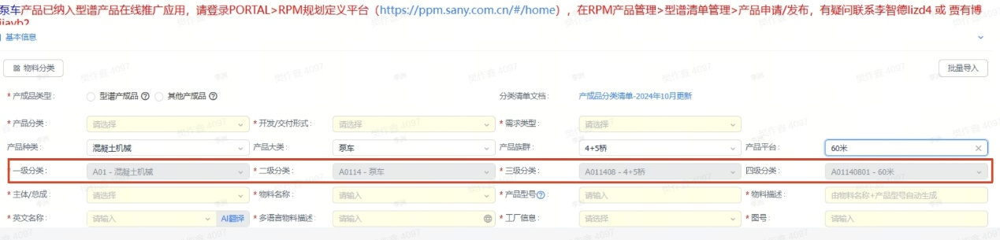 泵车产品已纳入型谱产品在线推广应用，请登录PORTAL>RPM规划定义平台（https://ppm.sany.com.cn/#/home），在RPM产品管理>型谱清单管理>产品申请/发布，有疑问联系李智德lizd4 或 贾有博
jiayb2
基本信息
物料分类 批量导入
* 产成品类型： 型谱产成品 ? 其他产成品 ? 分类清单文档： 产成品分类清单-2024年10月更新
* 产品分类： 请选择 * 开发/交付形式： 请选择 * 需求类型： 请选择
产品种类： 混凝土机械 产品大类： 泵车 产品族群： 4+5桥 产品平台： 60米
* 一级分类： A01 - 混凝土机械 * 二级分类： A0114 - 泵车 * 三级分类： A011408 - 4+5桥 四级分类： A01140801 - 60米
* 主体/总成： 请选择 * 物料名称： 请输入 * 产品型号? ： 请输入 * 物料描述： 由物料名称+产品型号自动生成
* 英文名称： 请输入 AI翻译 * 多语言物料描述： 请输入 * 工厂信息： 请选择 * 图号： 请输入